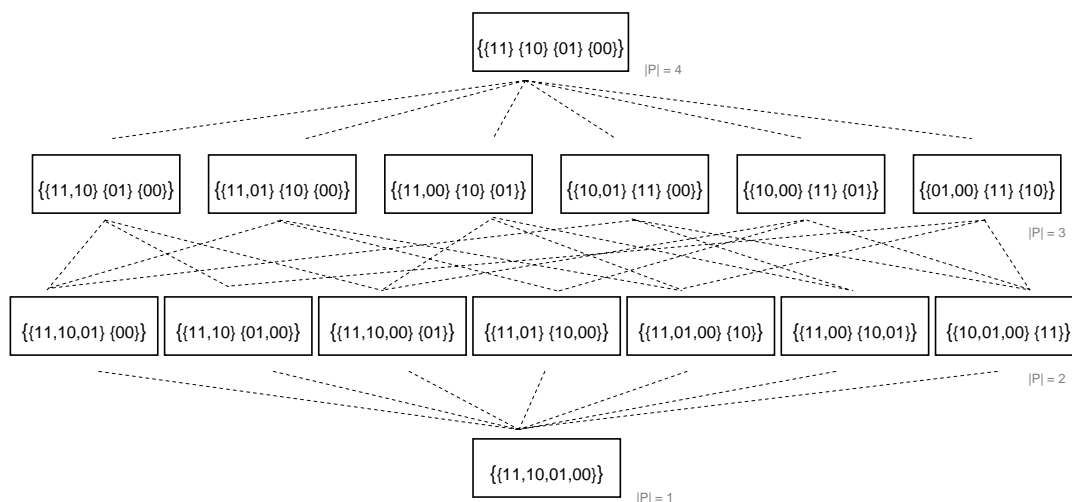 {{11} {10} {01} {00}}
|P| = 4
{{11,10} {01} {00}}
{{11,01} {10} {00}}
{{11,00} {10} {01}}
{{10,01} {11} {00}}
{{10,00} {11} {01}}
{{01,00} {11} {10}}
|P| = 3
{{11,10,01} {00}}
{{11,10} {01,00}}
{{11,10,00} {01}}
{{11,01} {10,00}}
{{11,01,00} {10}}
{{11,00} {10,01}}
{{10,01,00} {11}}
|P| = 2
{{11,10,01,00}}
|P| = 1